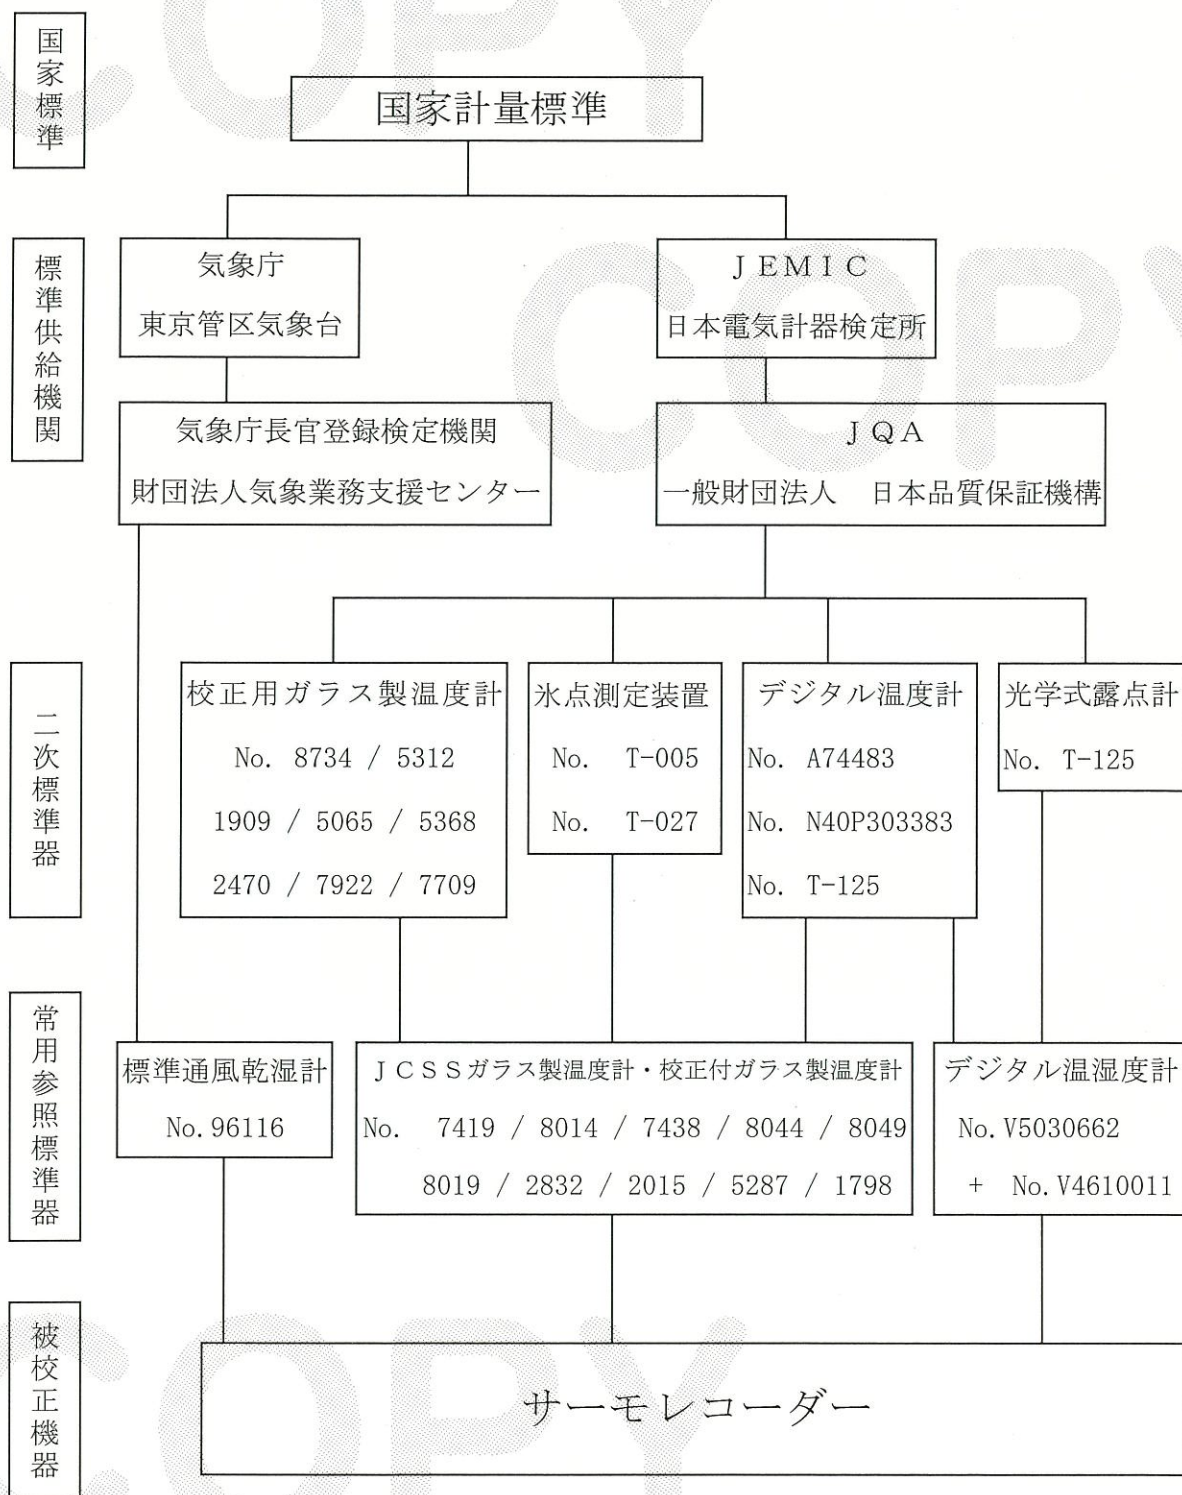 COPY
国家標準
国家計量標準
標準供給機関
気象庁
東京管区気象台
ＪＥＭＩＣ
日本電気計器検定所
COPY
気象庁長官登録検定機関
財団法人気象業務支援センター
ＪＱＡ
一般財団法人　日本品質保証機構
二次標準器
校正用ガラス製温度計
No. 8734 / 5312
1909 / 5065 / 5368
2470 / 7922 / 7709
氷点測定装置
No. T-005
No. T-027
デジタル温度計
No. A74483
No. N40P303383
No. T-125
光学式露点計
No. T-125
常用参照標準器
標準通風乾湿計
No. 96116
ＪＣＳＳガラス製温度計・校正付ガラス製温度計
No. 7419 / 8014 / 7438 / 8044 / 8049
8019 / 2832 / 2015 / 5287 / 1798
デジタル温湿度計
No. V5030662
+ No. V4610011
被校正機器
サーモレコーダー
COPY